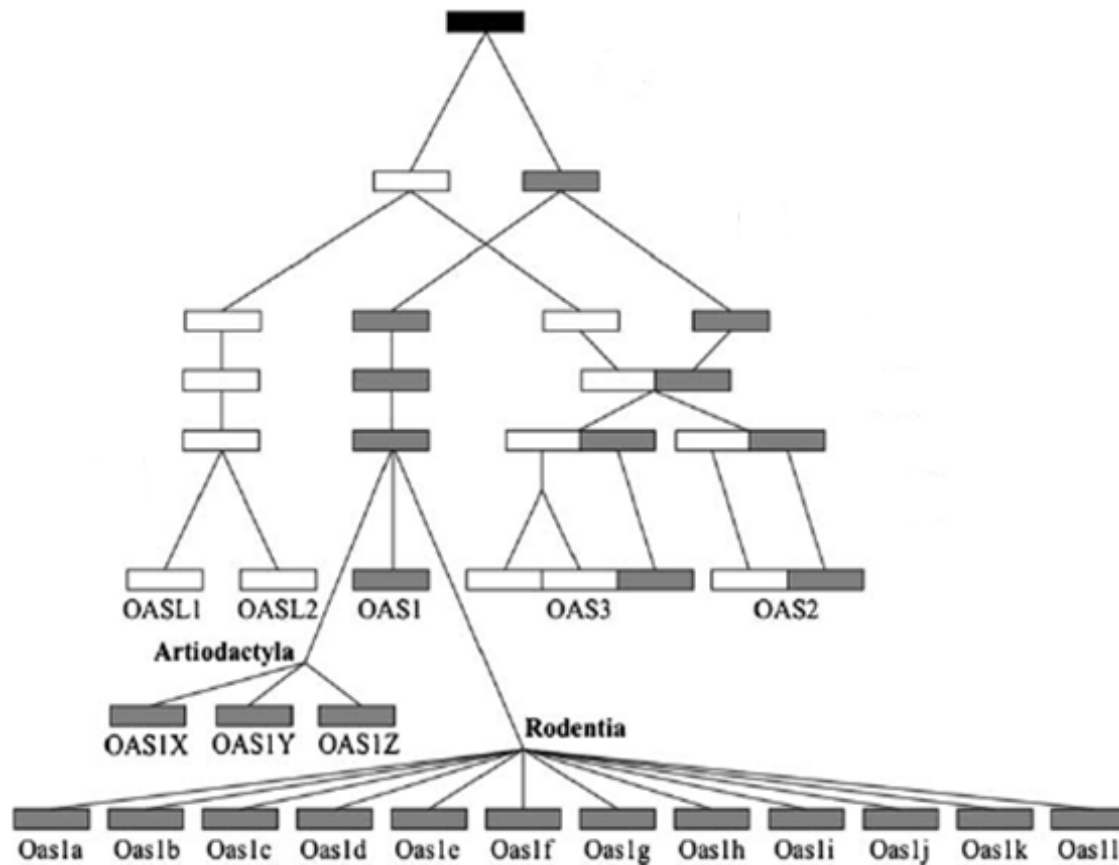 OASL1 OASL2 OAS1 OAS3 OAS2
Artiodactyla
OAS1X OAS1Y OAS1Z
Rodentia
Oas1a Oas1b Oas1c Oas1d Oas1e Oas1f Oas1g Oas1h Oas1i Oas1j Oas1k Oas1l